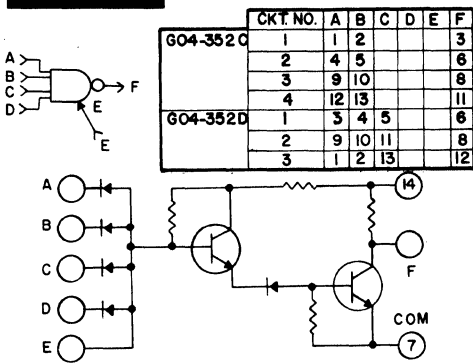 CKT. NO. A B C D E F
G04-352C 1 1 2 3
2 4 5 6
3 9 10 8
4 12 13 11
G04-352D 1 3 4 5 6
2 9 10 11 8
3 1 2 13 12
A
B
C
D
E
F
E
A
B
C
D
E
14
F
COM
7